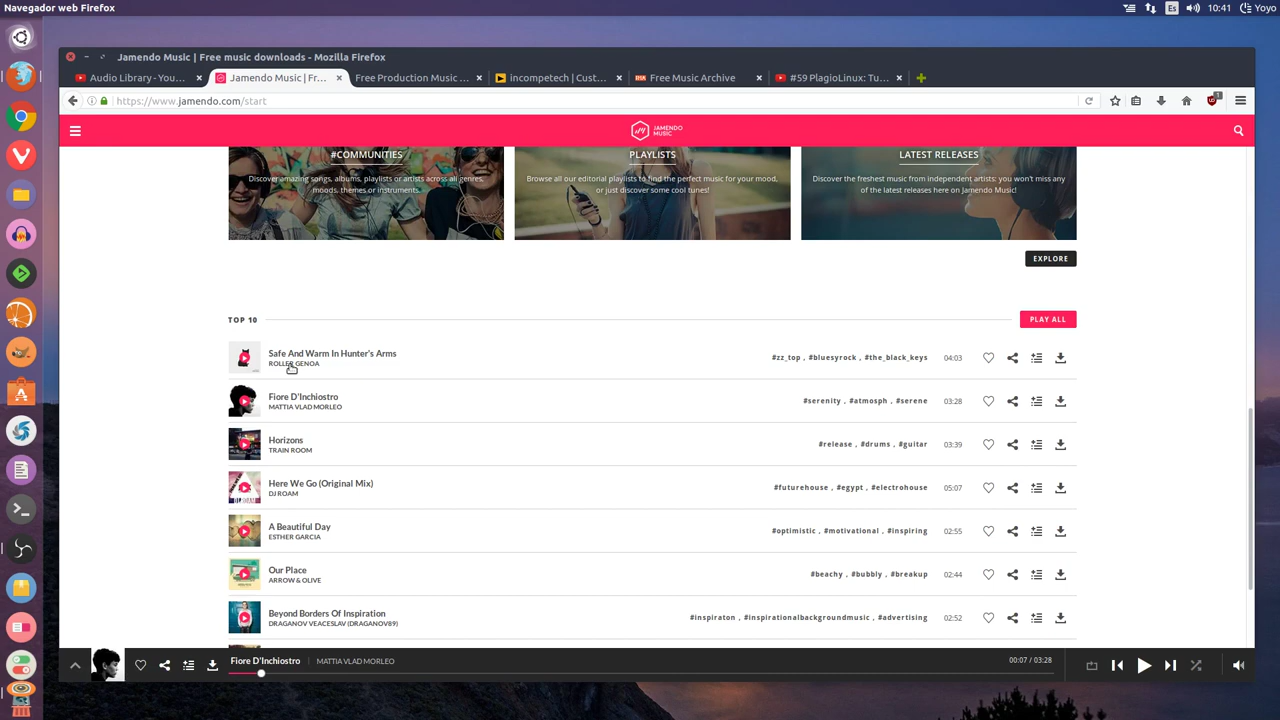 Navegador web Firefox
Es 10:41 Yoyo
Jamendo Music | Free music downloads - Mozilla Firefox
Audio Library - You...
Jamendo Music | Fr...
Free Production Music ...
incompetech | Cust...
Free Music Archive
#59 PlagioLinux: Tu...
https://www.jamendo.com/start
1
JAMENDO
MUSIC
#COMMUNITIES
Discover amazing songs, albums, playlists or artists across all genres,
moods, themes or instruments.
PLAYLISTS
Browse all our editorial playlists to find the perfect music for your mood,
or just discover some cool tunes!
LATEST RELEASES
Discover the freshest music from independent artists: you won't miss any
of the latest releases here on Jamendo Music!
EXPLORE
TOP 10
PLAY ALL
Safe And Warm In Hunter's Arms
ROLLER GENOA
#zz_top , #bluesyrock , #the_black_keys 04:03
Fiore D'Inchiostro
MATTIA VLAD MORLEO
#serenity , #atmosph , #serene 03:28
Horizons
TRAIN ROOM
#release , #drums , #guitar 03:39
Here We Go (Original Mix)
DJ ROAM
#futurehouse , #egypt , #electrohouse 05:07
A Beautiful Day
ESTHER GARCIA
#optimistic , #motivational , #inspiring 02:55
Our Place
ARROW & OLIVE
#beachy , #bubbly , #breakup 02:44
Beyond Borders Of Inspiration
DRAGANOV VEACESLAV (DRAGANOV89)
#inspiraton , #inspirationalbackgroundmusic , #advertising 02:52
Fiore D'Inchiostro | MATTIA VLAD MORLEO
00:07 / 03:28